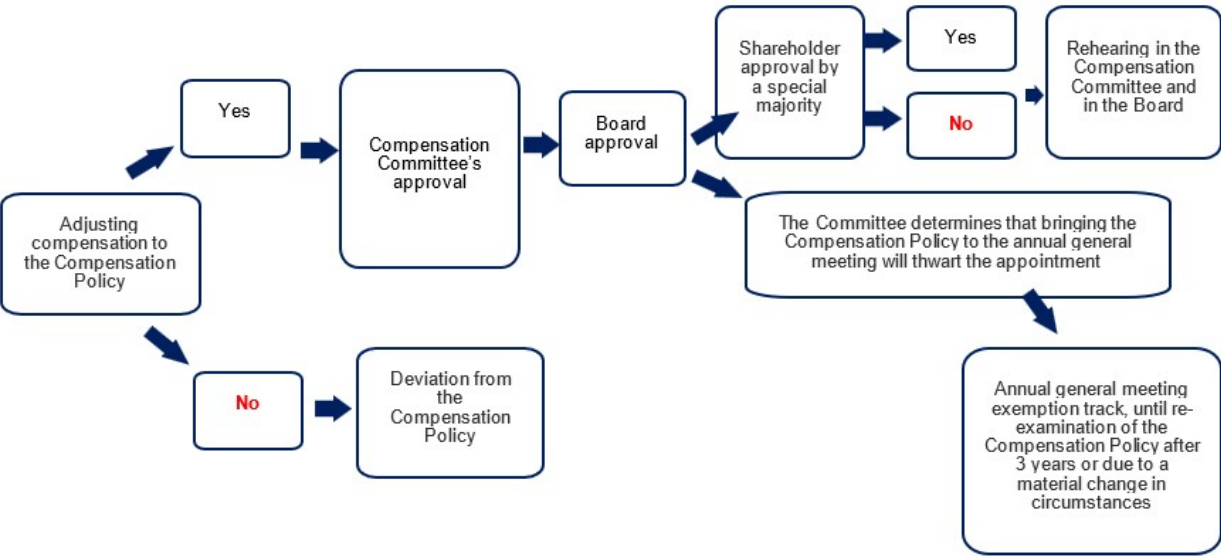 Adjusting
compensation to
the Compensation
Policy
Yes
Compensation
Committee's
approval
Board
approval
Shareholder
approval by
a special
majority
Yes
No
Rehearing in the
Compensation
Committee and
in the Board
The Committee determines that bringing the
Compensation Policy to the annual general
meeting will thwart the appointment
No
Deviation from
the
Compensation
Policy
Annual general meeting
exemption track, until re-
examination of the
Compensation Policy after
3 years or due to a
material change in
circumstances